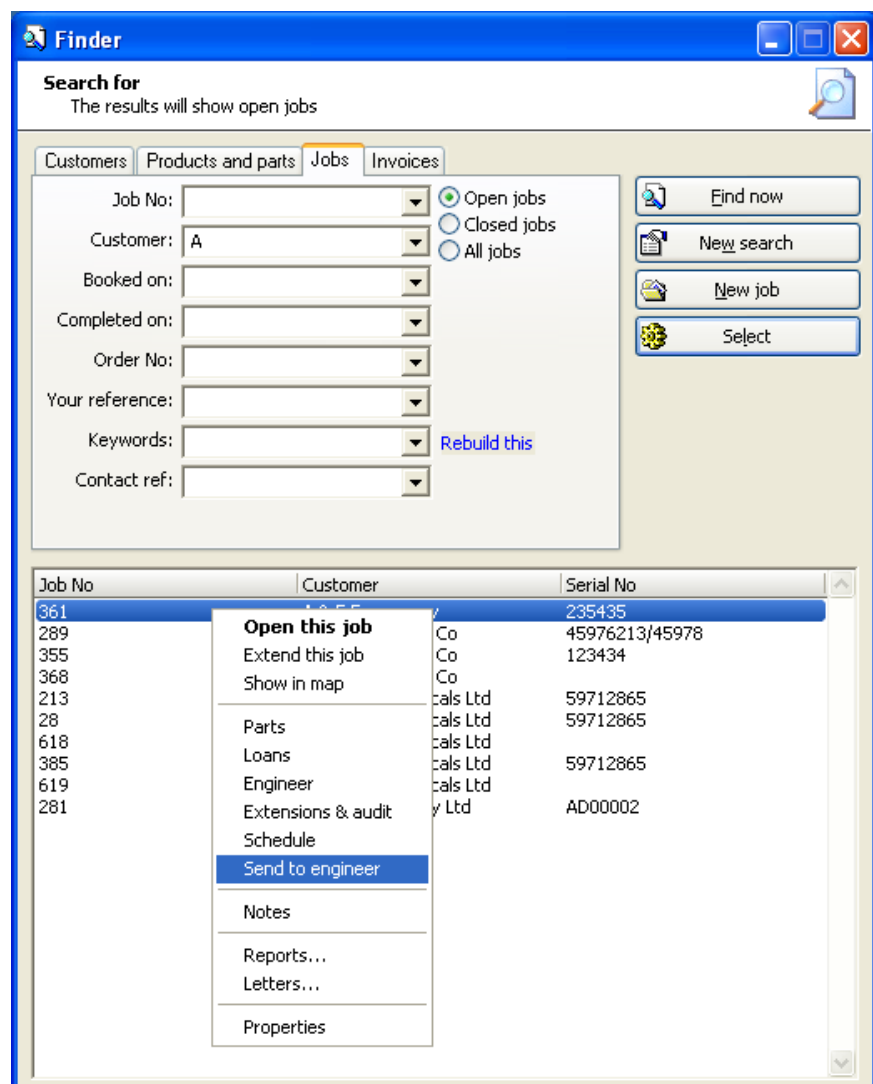 Finder
Search for
The results will show open jobs
Customers Products and parts Jobs Invoices
Job No:
Open jobs
Closed jobs
All jobs
Customer: A
Booked on:
Completed on:
Order No:
Your reference:
Keywords:
Rebuild this
Contact ref:
Find now
New search
New job
Select
Job No Customer Serial No
361 235435
289 Co 45976213/45978
355 Co 123434
368 Co
213 Ltd 59712865
28 Ltd 59712865
618 Ltd
385 Ltd 59712865
619 Ltd
281 Ltd AD00002
Open this job
Extend this job
Show in map
Parts
Loans
Engineer
Extensions & audit
Schedule
Send to engineer
Notes
Reports...
Letters...
Properties